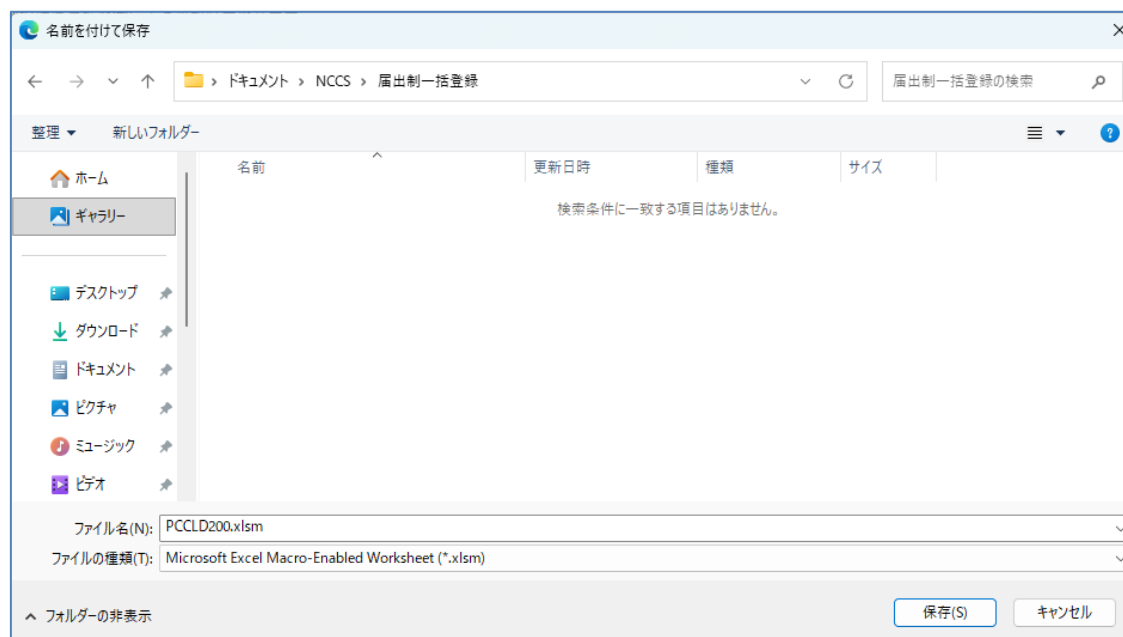 名前を付けて保存
ドキュメント > NCCS > 届出制一括登録
届出制一括登録の検索
整理 新しいフォルダー
名前 更新日時 種類 サイズ
検索条件に一致する項目はありません。
ホーム
ギャラリー
デスクトップ
ダウンロード
ドキュメント
ピクチャ
ミュージック
ビデオ
ファイル名(N): PCCLD200.xlsm
ファイルの種類(T): Microsoft Excel Macro-Enabled Worksheet (*.xlsm)
フォルダーの非表示
保存(S) キャンセル